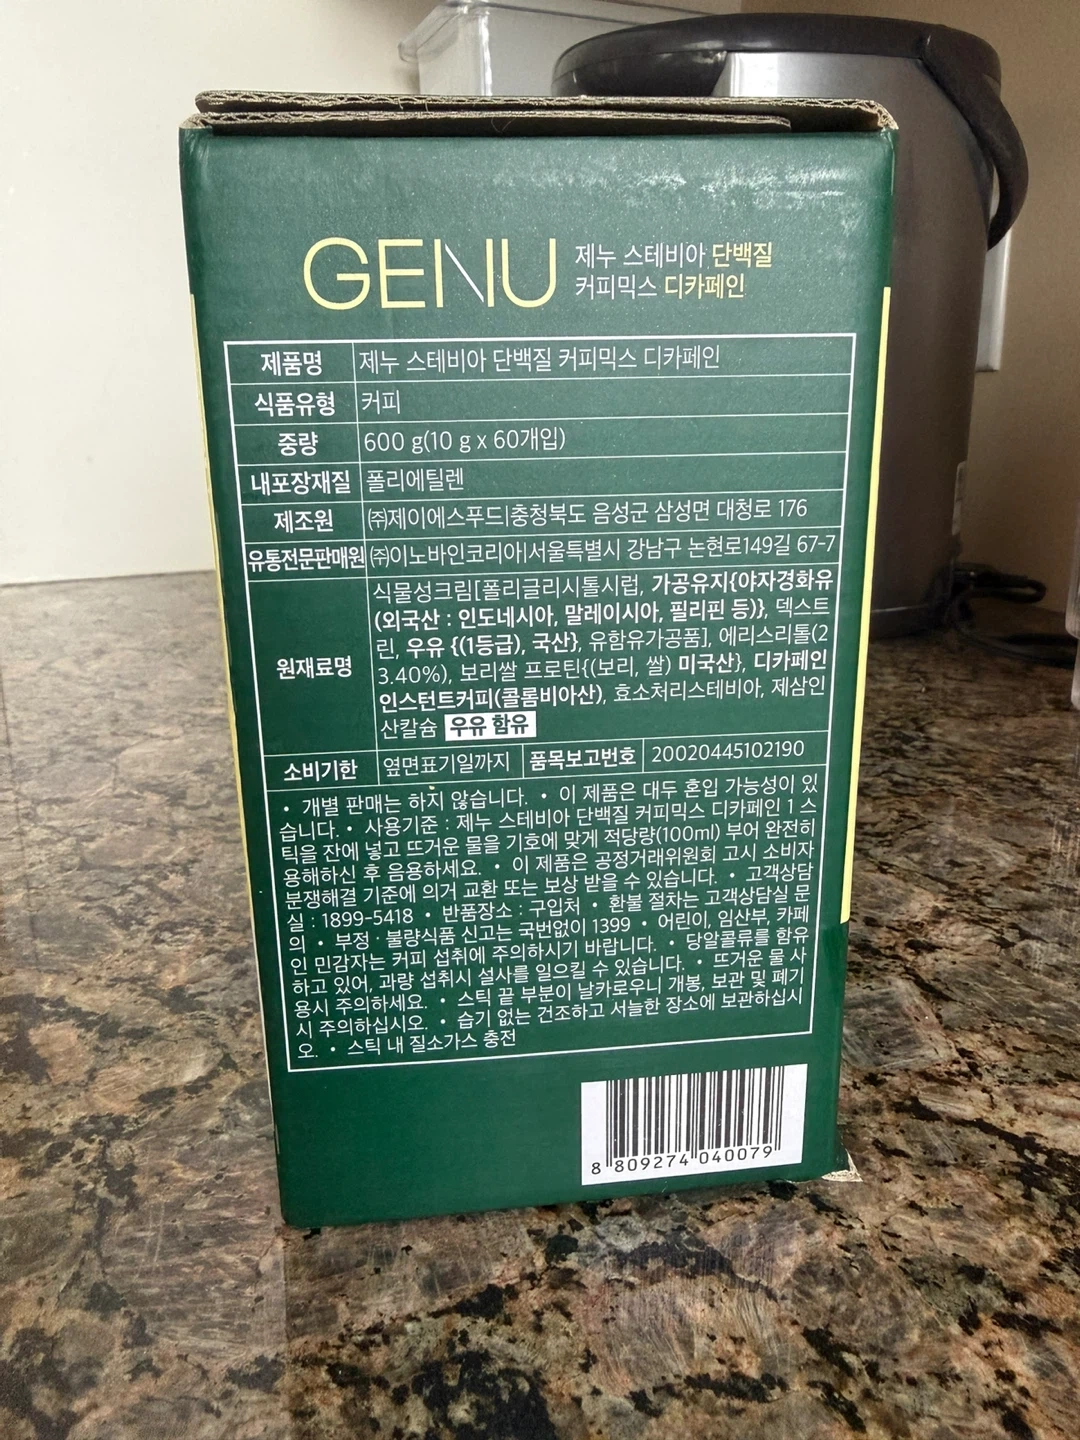 GENU 제누 스테비아 단백질
커피믹스 디카페인
제품명 제누 스테비아 단백질 커피믹스 디카페인
식품유형 커피
중량 600 g(10 g x 60개입)
내포장재질 폴리에틸렌
제조원 ㈜제이에스푸드|충청북도 음성군 삼성면 대청로 176
유통전문판매원 ㈜이노바인코리아|서울특별시 강남구 논현로149길 67-7
원재료명 식물성크림[폴리글리시톨시럽, 가공유지{야자경화유
(외국산 : 인도네시아, 말레이시아, 필리핀 등)}, 덱스트
린, 우유 {(1등급), 국산}, 유함유가공품], 에리스리톨(2
3.40%), 보리쌀 프로틴{(보리, 쌀) 미국산}, 디카페인
인스턴트커피(콜롬비아산), 효소처리스테비아, 제삼인
산칼슘 우유 함유
소비기한 옆면표기일까지 품목보고번호 20020445102190
• 개별 판매는 하지 않습니다. • 이 제품은 대두 혼입 가능성이 있
습니다. • 사용기준 : 제누 스테비아 단백질 커피믹스 디카페인 1 스
틱을 잔에 넣고 뜨거운 물을 기호에 맞게 적당량(100ml) 부어 완전히
용해하신 후 음용하세요. • 이 제품은 공정거래위원회 고시 소비자
분쟁해결 기준에 의거 교환 또는 보상 받을 수 있습니다. • 고객상담
실 : 1899-5418 • 반품장소 : 구입처 • 환불 절차는 고객상담실 문
의 • 부정 · 불량식품 신고는 국번없이 1399 • 어린이, 임산부, 카페
인 민감자는 커피 섭취에 주의하시기 바랍니다. • 당알콜류를 함유
하고 있어, 과량 섭취시 설사를 일으킬 수 있습니다. • 뜨거운 물 사
용시 주의하세요. • 스틱 끝 부분이 날카로우니 개봉, 보관 및 폐기
시 주의하십시오. • 습기 없는 건조하고 서늘한 장소에 보관하십시
오. • 스틱 내 질소가스 충전
8 809274 040079